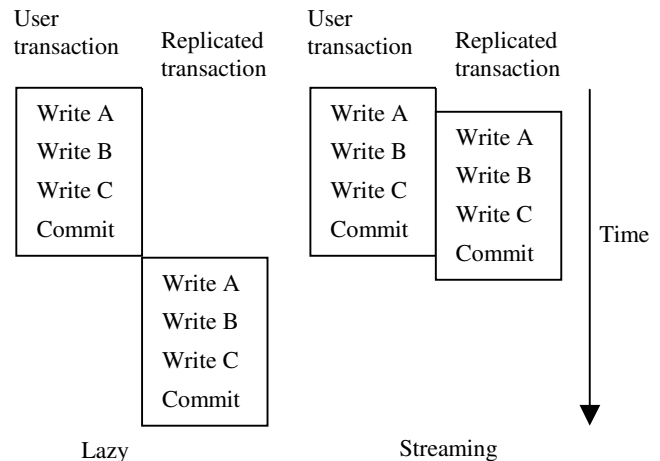 User
transaction
Replicated
transaction
Write A
Write B
Write C
Commit
Write A
Write B
Write C
Commit
Lazy
User
transaction
Replicated
transaction
Write A
Write B
Write C
Commit
Write A
Write B
Write C
Commit
Streaming
Time